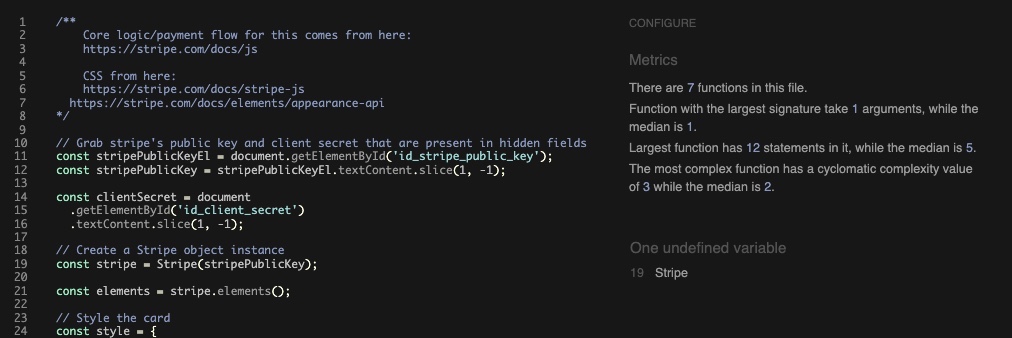 1 /**
2 Core logic/payment flow for this comes from here:
3 https://stripe.com/docs/js
4
5 CSS from here:
6 https://stripe.com/docs/stripe-js
7 https://stripe.com/docs/elements/appearance-api
8 */
9
10 // Grab stripe's public key and client secret that are present in hidden fields
11 const stripePublicKeyEl = document.getElementById('id_stripe_public_key');
12 const stripePublicKey = stripePublicKeyEl.textContent.slice(1, -1);
13
14 const clientSecret = document
15 .getElementById('id_client_secret')
16 .textContent.slice(1, -1);
17
18 // Create a Stripe object instance
19 const stripe = Stripe(stripePublicKey);
20
21 const elements = stripe.elements();
22
23 // Style the card
24 const style = {
CONFIGURE
Metrics
There are 7 functions in this file.
Function with the largest signature take 1 arguments, while the
median is 1.
Largest function has 12 statements in it, while the median is 5.
The most complex function has a cyclomatic complexity value
of 3 while the median is 2.
One undefined variable
19 Stripe